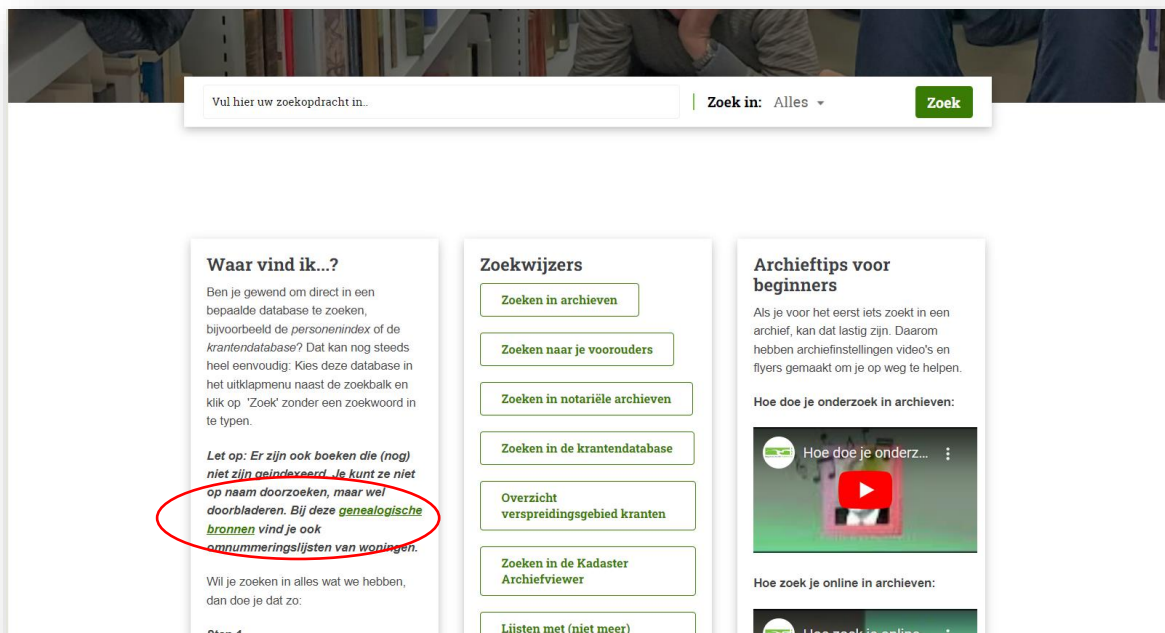 Vul hier uw zoekopdracht in..
Zoek in: Alles
Zoek
Waar vind ik...?
Ben je gewend om direct in een
bepaalde database te zoeken,
bijvoorbeeld de personenindex of de
krantendatabase? Dat kan nog steeds
heel eenvoudig: Kies deze database in
het uitklapmenu naast de zoekbalk en
klik op 'Zoek' zonder een zoekwoord in
te typen.
Let op: Er zijn ook boeken die (nog)
niet zijn geindexeerd. Je kunt ze niet
op naam doorzoeken, maar wel
doorbladeren. Bij deze genealogische
bronnen vind je ook
omnummeringslijsten van woningen.
Wil je zoeken in alles wat we hebben,
dan doe je dat zo:
Zoekwijzers
Zoeken in archieven
Zoeken naar je voorouders
Zoeken in notariële archieven
Zoeken in de krantendatabase
Overzicht
verspreidingsgebied kranten
Zoeken in de Kadaster
Archiefviewer
Lijsten met (niet meer)
Archieftips voor
beginners
Als je voor het eerst iets zoekt in een
archief, kan dat lastig zijn. Daarom
hebben archiefinstellingen video's en
flyers gemaakt om je op weg te helpen.
Hoe doe je onderzoek in archieven:
Hoe doe je onderz...
Hoe zoek je online in archieven:
Hoe zoek je online